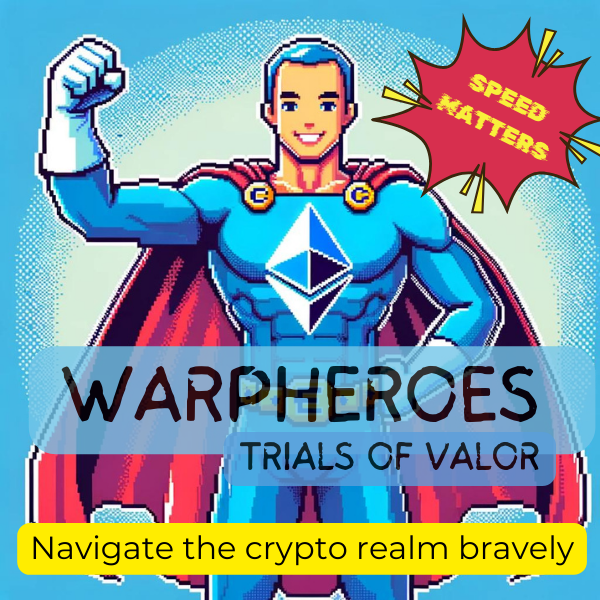 SPEED
MATTERS
WARPHEROES
TRIALS OF VALOR
Navigate the crypto realm bravely